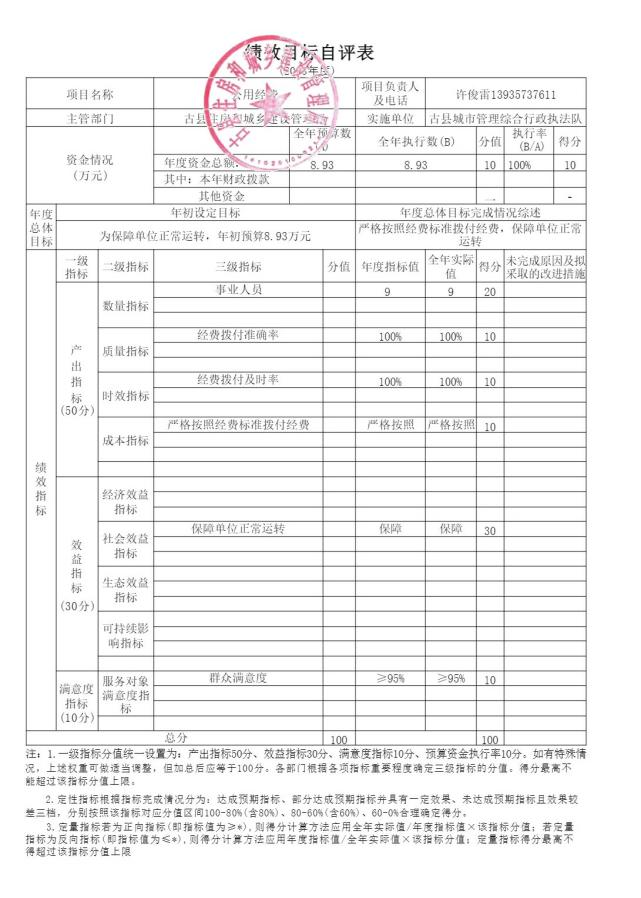 绩效目标自评表
年度)
项目名称 公用经费 项目负责人及电话 许俊雷13935737611
主管部门 古县住房和城乡建设管理 实施单位 古县城市管理综合行政执法队
资金情况
(万元)
全年预算数 全年执行数(B) 分值 执行率(B/A) 得分
年度资金总额: 8.93 8.93 10 100% 10
其中: 本年财政拨款
其他资金 -
年度总体目标
年初设定目标 年度总体目标完成情况综述
为保障单位正常运转，年初预算8.93万元 严格按照经费标准拨付经费，保障单位正常运转
绩效指标
一级指标 二级指标 三级指标 分值 年度指标值 全年实际值 得分 未完成原因及拟采取的改进措施
产出指标
(50分)
数量指标 事业人员 9 9 20
质量指标 经费拨付准确率 100% 100% 10
时效指标 经费拨付及时率 100% 100% 10
成本指标 严格按照经费标准拨付经费 严格按照 严格按照 10
效益指标
(30分)
经济效益指标
社会效益指标 保障单位正常运转 保障 保障 30
生态效益指标
可持续影响指标
满意度指标
(10分)
服务对象满意度指标 群众满意度 ≥95% ≥95% 10
总分 100 100
注: 1.一级指标分值统一设置为: 产出指标50分、效益指标30分、满意度指标10分、预算资金执行率10分。如有特殊情
况，上述权重可做适当调整，但加总后应等于100分。各部门根据各项指标重要程度确定三级指标的分值。得分最高不
能超过该指标分值上限。
2.定性指标根据指标完成情况分为: 达成预期指标、部分达成预期指标并具有一定效果、未达成预期指标且效果较
差三档，分别按照该指标对应分值区间100-80%(含80%)、80-60%(含60%)、60-0%合理确定得分。
3.定量指标若为正向指标(即指标值为≥*),则得分计算方法应用全年实际值/年度指标值×该指标分值; 若定量
指标为反向指标(即指标值为≤*),则得分计算方法应用年度指标值/全年实际值×该指标分值; 定量指标得分最高不
得超过该指标分值上限